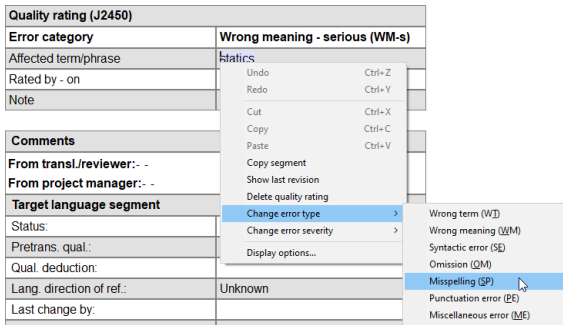 Quality rating (J2450)
Error category Wrong meaning - serious (WM-s)
Affected term/phrase statics
Rated by - on
Note
Undo Ctrl+Z
Redo Ctrl+Y
Cut Ctrl+X
Copy Ctrl+C
Paste Ctrl+V
Copy segment
Show last revision
Delete quality rating
Change error type >
Change error severity >
Display options...
Wrong term (WT)
Wrong meaning (WM)
Syntactic error (SE)
Omission (OM)
Misspelling (SP)
Punctuation error (PE)
Miscellaneous error (ME)
Comments
From transl./reviewer:- -
From project manager:- -
Target language segment
Status:
Pretrans. qual.:
Qual. deduction:
Lang. direction of ref.: Unknown
Last change by: